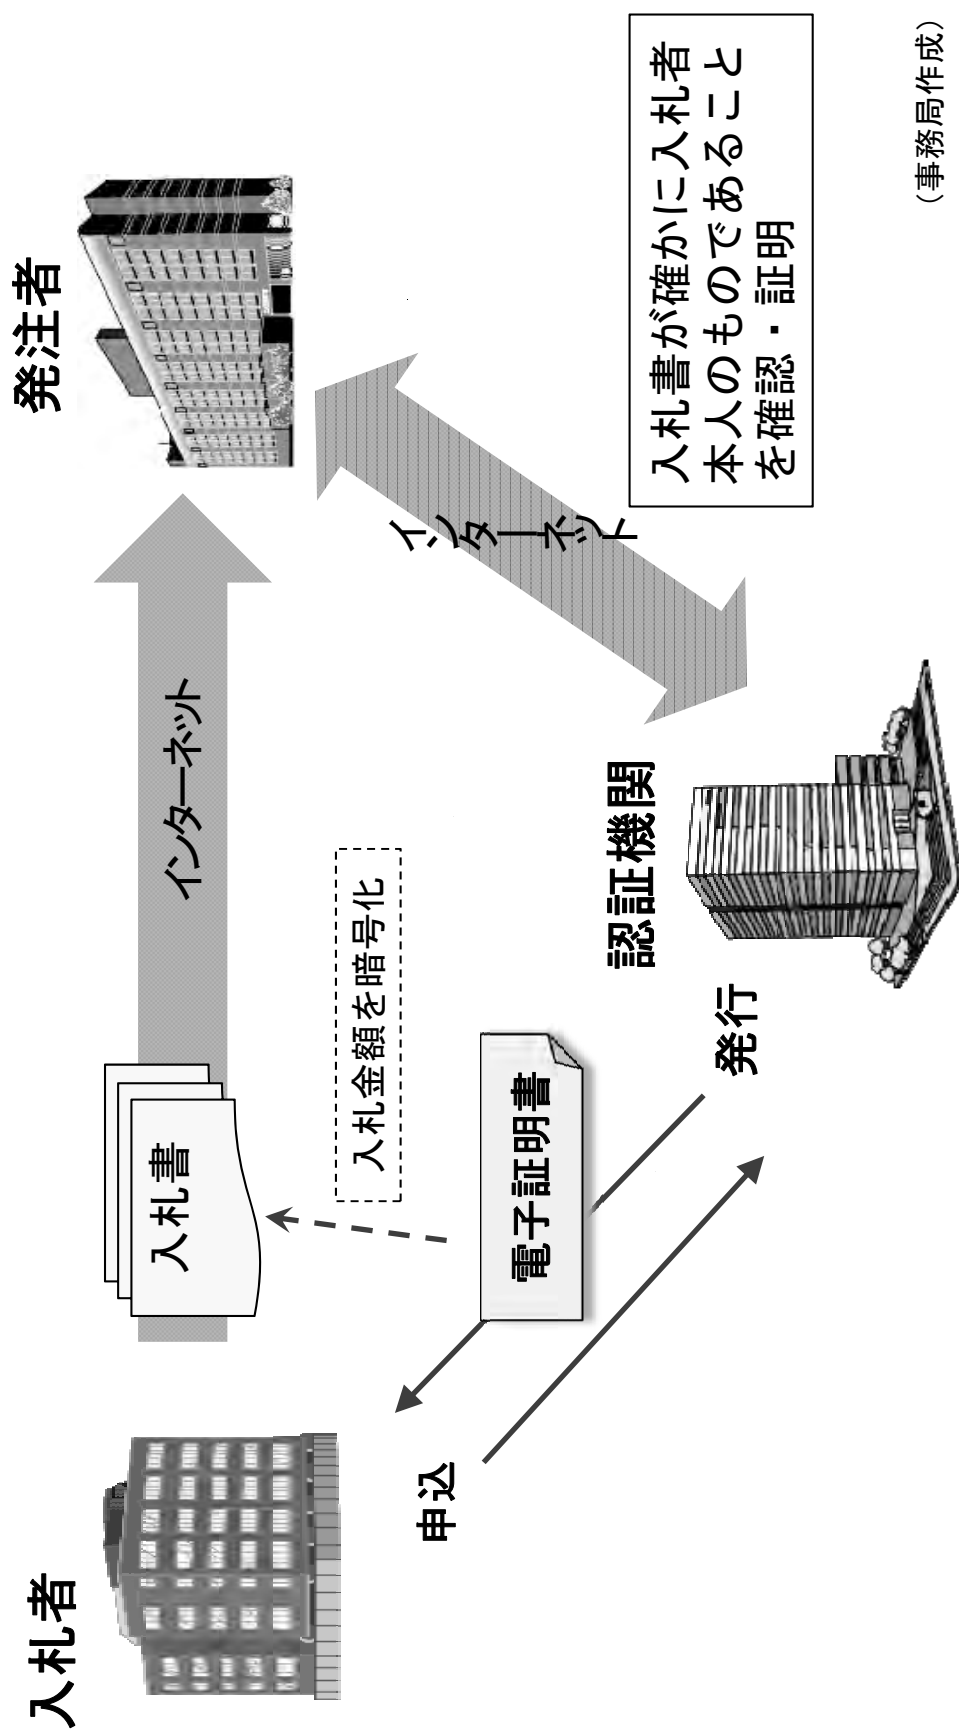 入札者
発注者
入札書
インターネット
入札金額を暗号化
インターネット
電子証明書
申込
発行
認証機関
入札書が確かに入札者
本人のものであること
を確認・証明
（事務局作成）